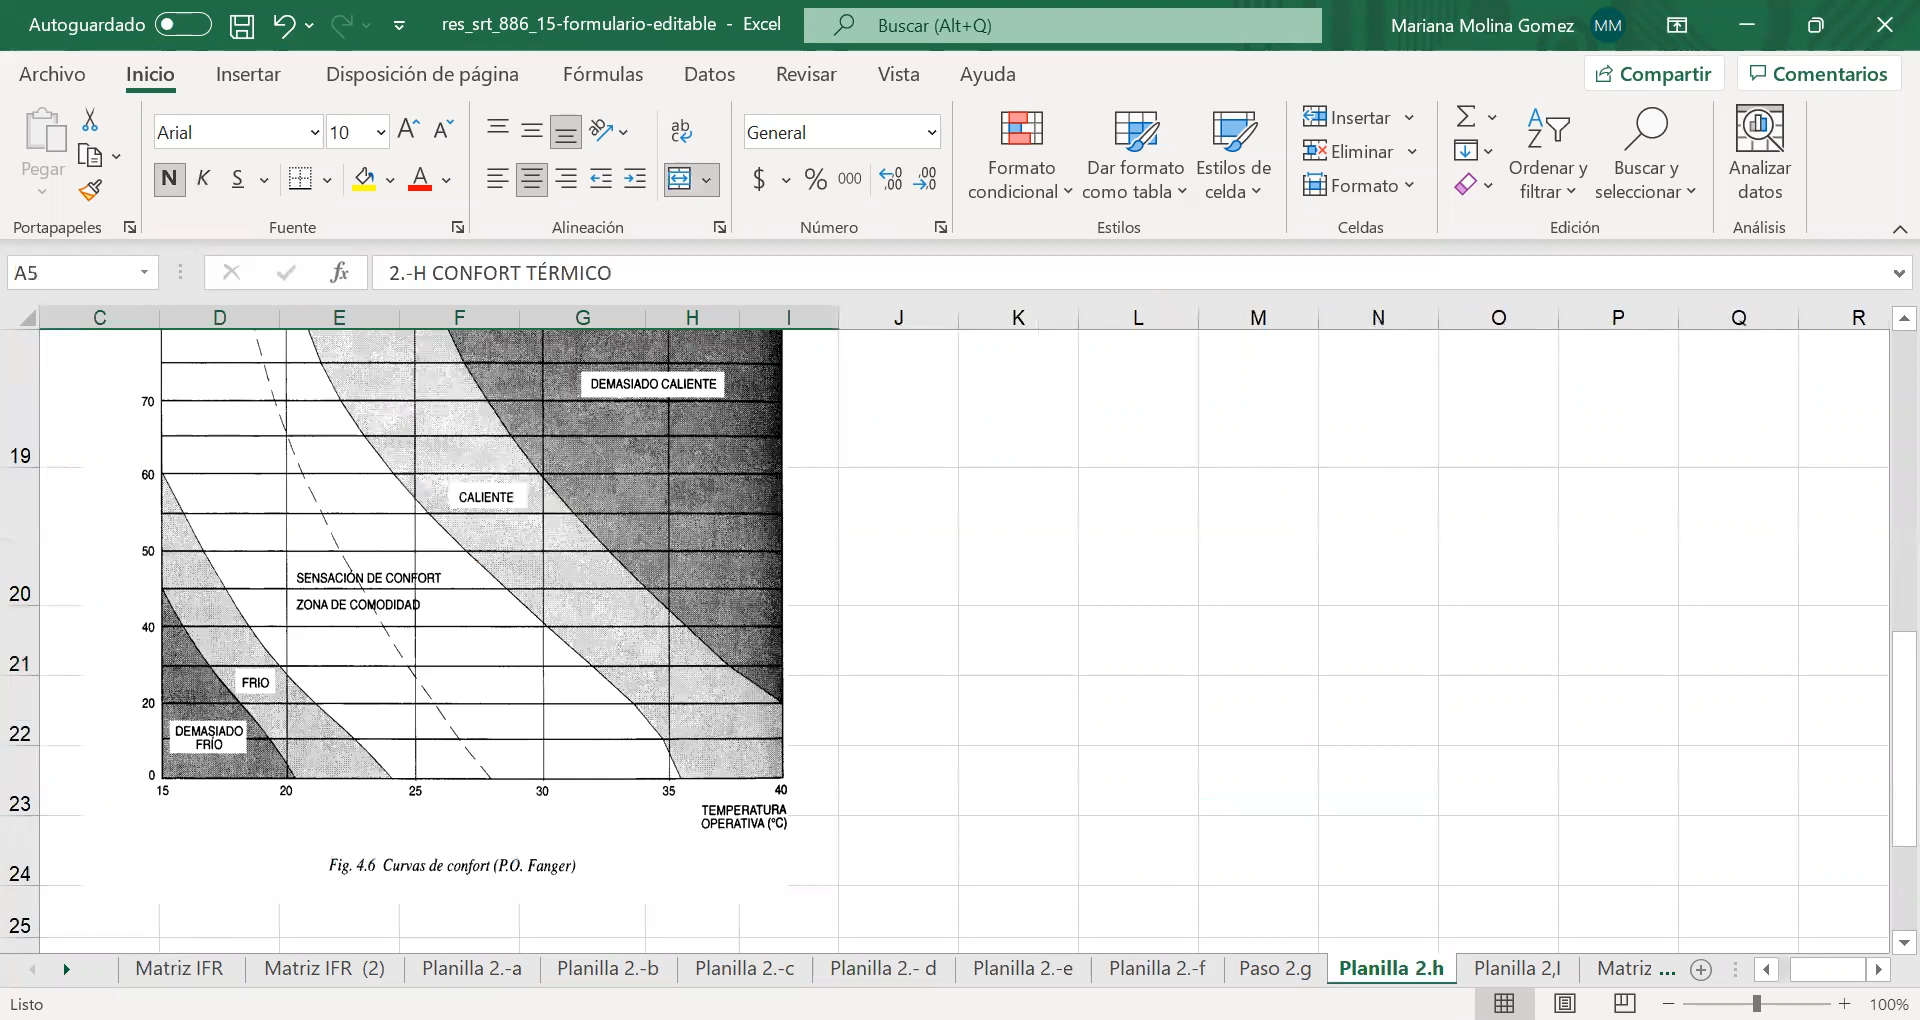 Autoguardado res_srt_886_15-formulario-editable - Excel Buscar (Alt+Q) Mariana Molina Gomez MM
Archivo Inicio Insertar Disposición de página Fórmulas Datos Revisar Vista Ayuda Compartir Comentarios
Pegar Arial 10 General
N K S $ % 000
Formato condicional Dar formato como tabla Estilos de celda
Insertar
Eliminar
Formato
Ordenar y filtrar Buscar y seleccionar Analizar datos
Portapapeles Fuente Alineación Número Estilos Celdas Edición Análisis
A5 fx 2.-H CONFORT TÉRMICO
C D E F G H I J K L M N O P Q R
DEMASIADO CALIENTE
70
19
60
CALIENTE
50
SENSACIÓN DE CONFORT
20
ZONA DE COMODIDAD
40
21
FRIO
20
22
DEMASIADO
FRÍO
0
15 20 25 30 35 40
23
TEMPERATURA
OPERATIVA (°C)
24
Fig. 4.6 Curvas de confort (P.O. Fanger)
25
Matriz IFR Matriz IFR (2) Planilla 2.-a Planilla 2.-b Planilla 2.-c Planilla 2.- d Planilla 2.-e Planilla 2.-f Paso 2.g Planilla 2.h Planilla 2,I Matriz ...
Listo 100%